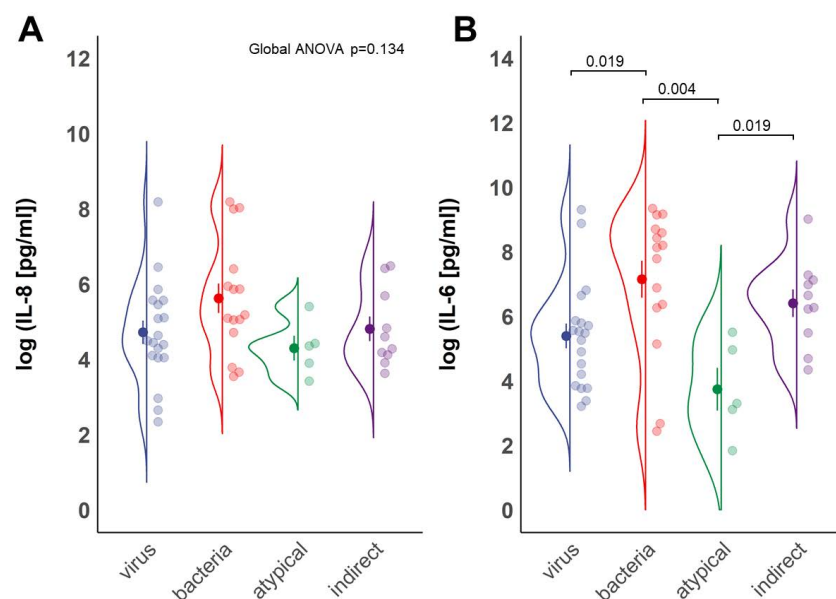 A
Global ANOVA p=0.134
log (IL-8 [pg/ml])
12
10
8
6
4
2
0
virus
bacteria
atypical
indirect
B
log (IL-6 [pg/ml])
14
12
10
8
6
4
2
0
0.019
0.004
0.019
virus
bacteria
atypical
indirect